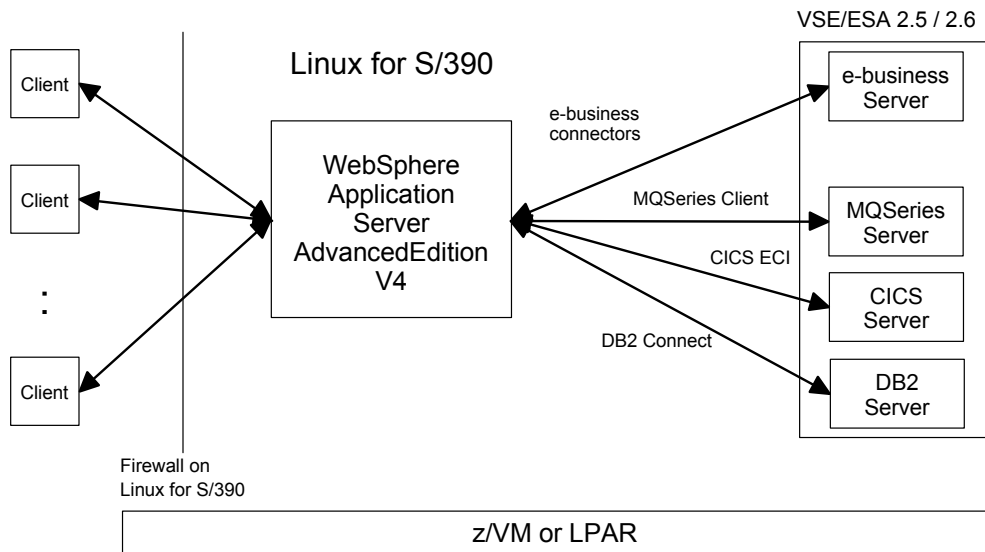 VSE/ESA 2.5 / 2.6
Linux for S/390
Client
Client
:
Client
WebSphere
Application
Server
AdvancedEdition
V4
e-business
connectors
MQSeries Client
CICS ECI
DB2 Connect
e-business
Server
MQSeries
Server
CICS
Server
DB2
Server
Firewall on
Linux for S/390
z/VM or LPAR